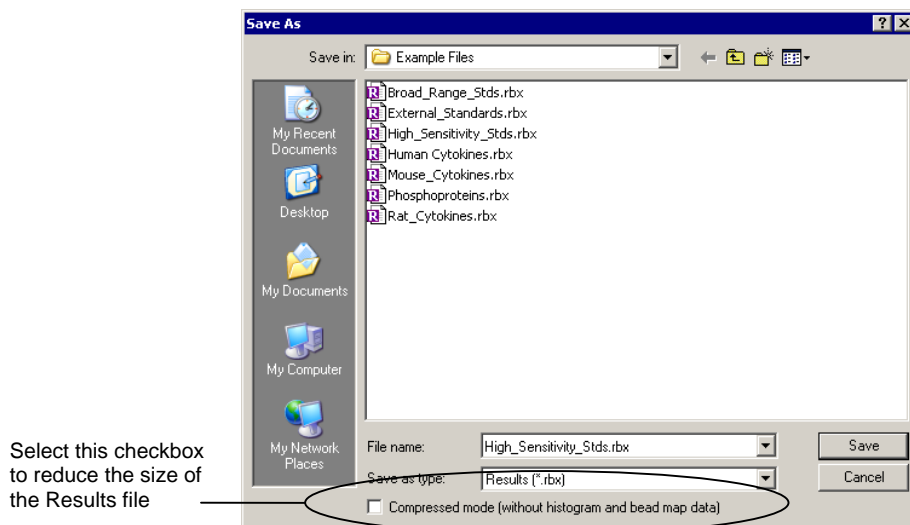 Save As
Save in:
Example Files
My Recent
Documents
Desktop
My Documents
My Computer
My Network
Places
Broad_Range_Stds.rbx
External_Standards.rbx
High_Sensitivity_Stds.rbx
Human Cytokines.rbx
Mouse_Cytokines.rbx
Phosphoproteins.rbx
Rat_Cytokines.rbx
File name:
High_Sensitivity_Stds.rbx
Save
Save as type:
Results (*.rbx)
Cancel
Compressed mode (without histogram and bead map data)
Select this checkbox
to reduce the size of
the Results file